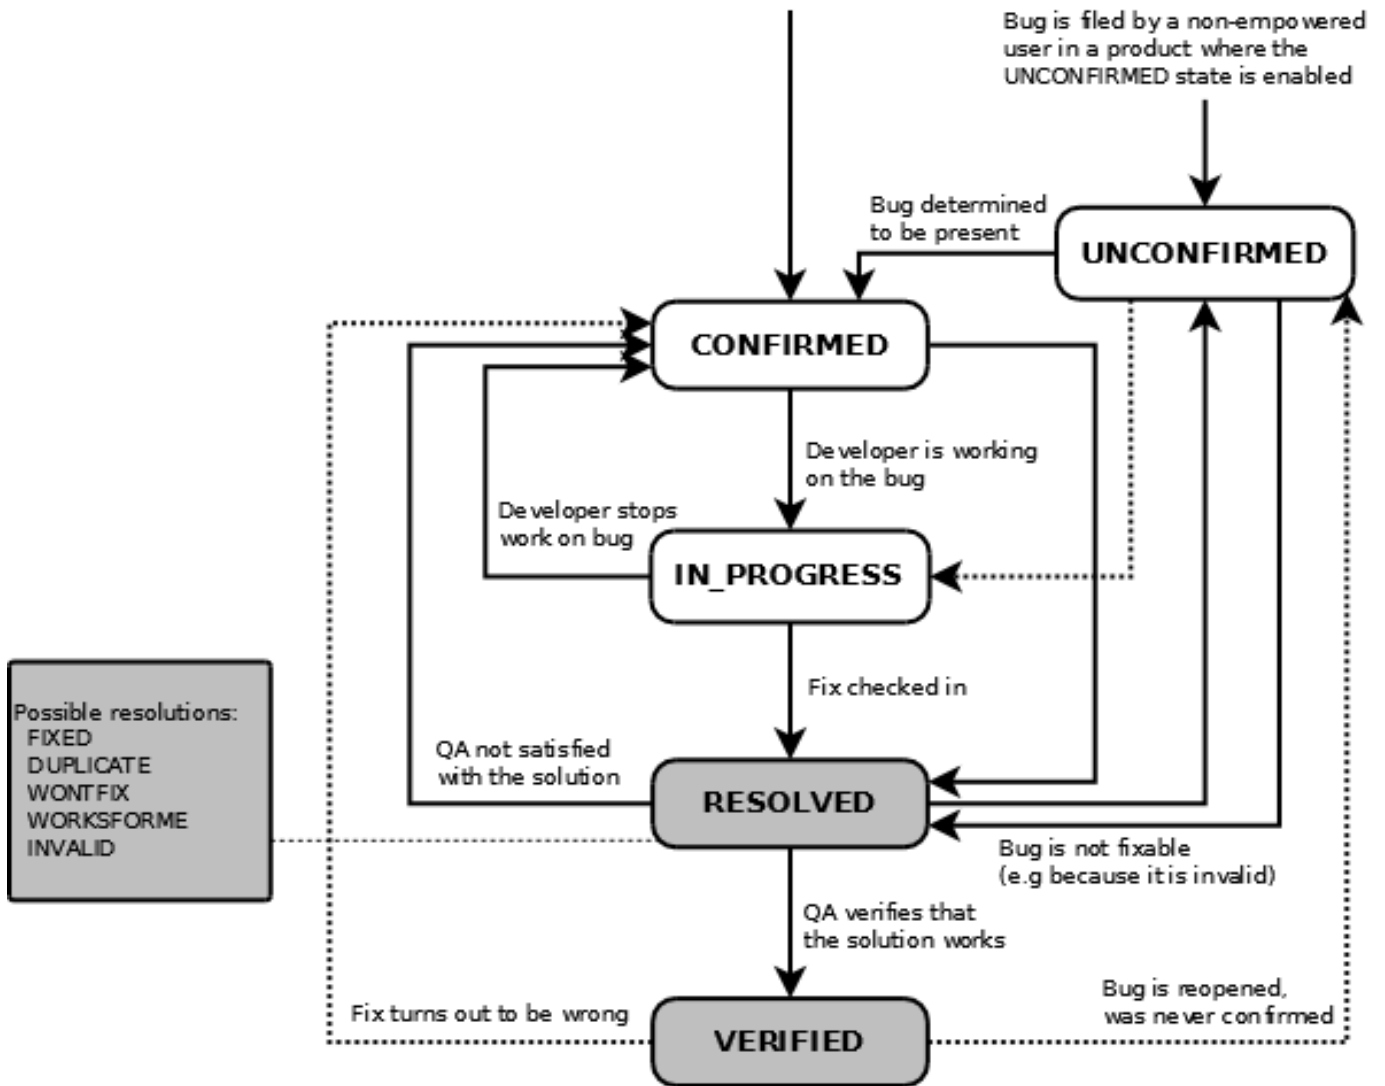 Bug is filed by a non-empowered
user in a product where the
UNCONFIRMED state is enabled
Bug determined
to be present
UNCONFIRMED
CONFIRMED
Developer is working
on the bug
Developer stops
work on bug
IN_PROGRESS
Fix checked in
Possible resolutions:
FIXED
DUPLICATE
WONTFIX
WORKSFORME
INVALID
QA not satisfied
with the solution
RESOLVED
Bug is not fixable
(e.g because it is invalid)
QA verifies that
the solution works
Fix turns out to be wrong
VERIFIED
Bug is reopened,
was never confirmed